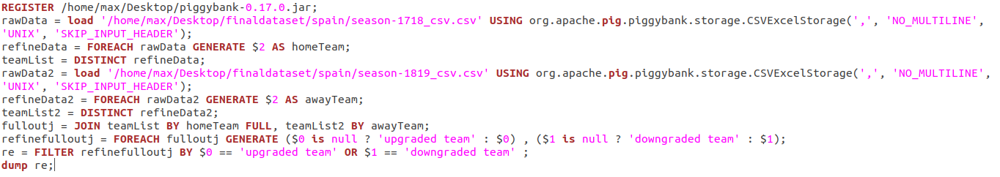 REGISTER /home/max/Desktop/piggybank-0.17.0.jar;
rawData = load '/home/max/Desktop/finaldataset/spain/season-1718_csv.csv' USING org.apache.pig.piggybank.storage.CSVExcelStorage(',', 'NO_MULTILINE',
'UNIX', 'SKIP_INPUT_HEADER');
refineData = FOREACH rawData GENERATE $2 AS homeTeam;
teamList = DISTINCT refineData;
rawData2 = load '/home/max/Desktop/finaldataset/spain/season-1819_csv.csv' USING org.apache.pig.piggybank.storage.CSVExcelStorage(',', 'NO_MULTILINE',
'UNIX', 'SKIP_INPUT_HEADER');
refineData2 = FOREACH rawData2 GENERATE $2 AS awayTeam;
teamList2 = DISTINCT refineData2;
fulloutj = JOIN teamList BY homeTeam FULL, teamList2 BY awayTeam;
refinefulloutj = FOREACH fulloutj GENERATE ($0 is null ? 'upgraded team' : $0) , ($1 is null ? 'downgraded team' : $1);
re = FILTER refinefulloutj BY $0 == 'upgraded team' OR $1 == 'downgraded team' ;
dump re;